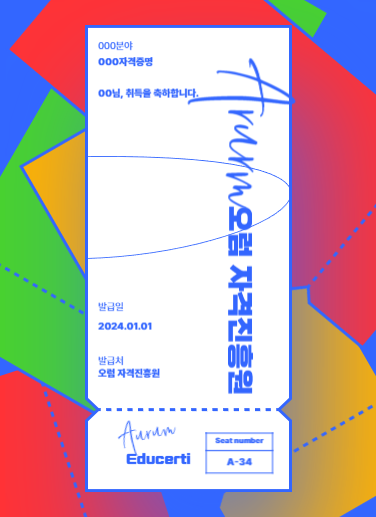 000분야
000자격증명
00님, 취득을 축하합니다.
Aurum
오럼 자격진흥원
발급일
2024.01.01
발급처
오럼 자격진흥원
Aurum
Educerti
Seat number
A-34